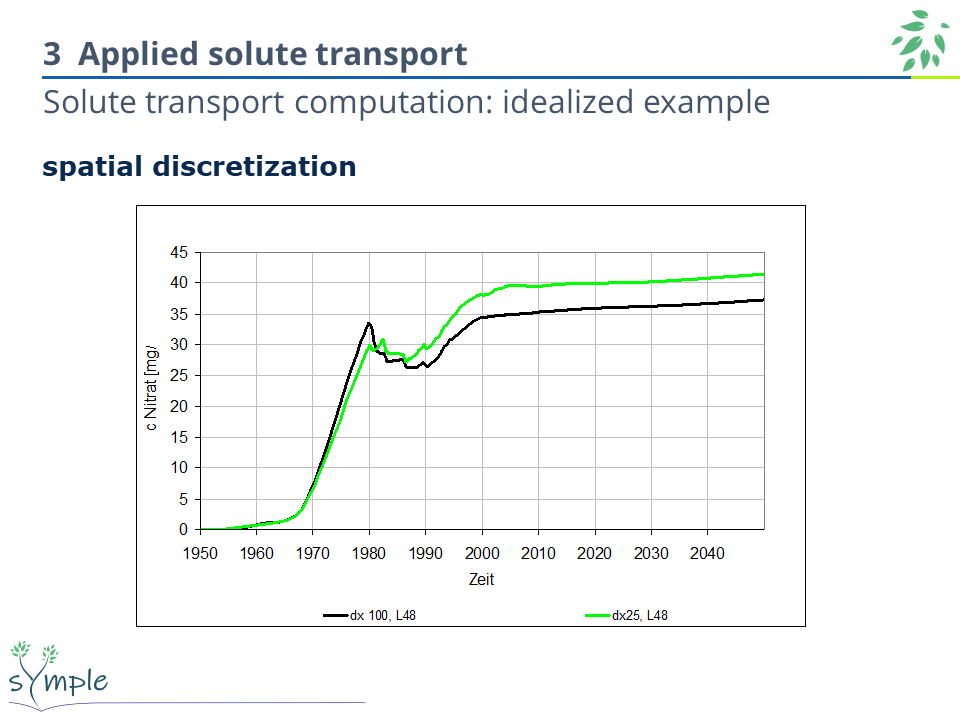 3 Applied solute transport
Solute transport computation: idealized example
spatial discretization
45
40
35
30
25
20
15
10
5
0
c Nitrat [mg/
1950 1960 1970 1980 1990 2000 2010 2020 2030 2040
Zeit
dx 100, L48 dx25, L48
sYmple